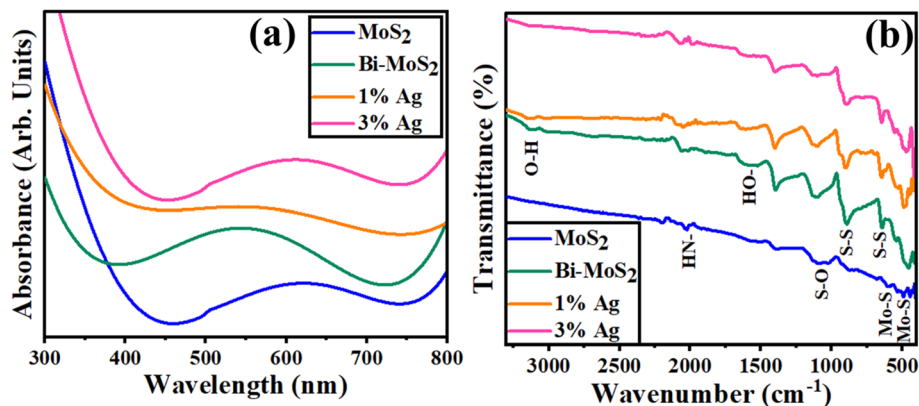 (a)
MoS2
Bi-MoS2
1% Ag
3% Ag
Absorbance (Arb. Units)
300 400 500 600 700 800
Wavelength (nm)
(b)
Transmittance (%)
O-H
HN-
HO-
S-O
S-S
S-S
Mo-S
Mo-S
MoS2
Bi-MoS2
1% Ag
3% Ag
3000 2500 2000 1500 1000 500
Wavenumber (cm-1)